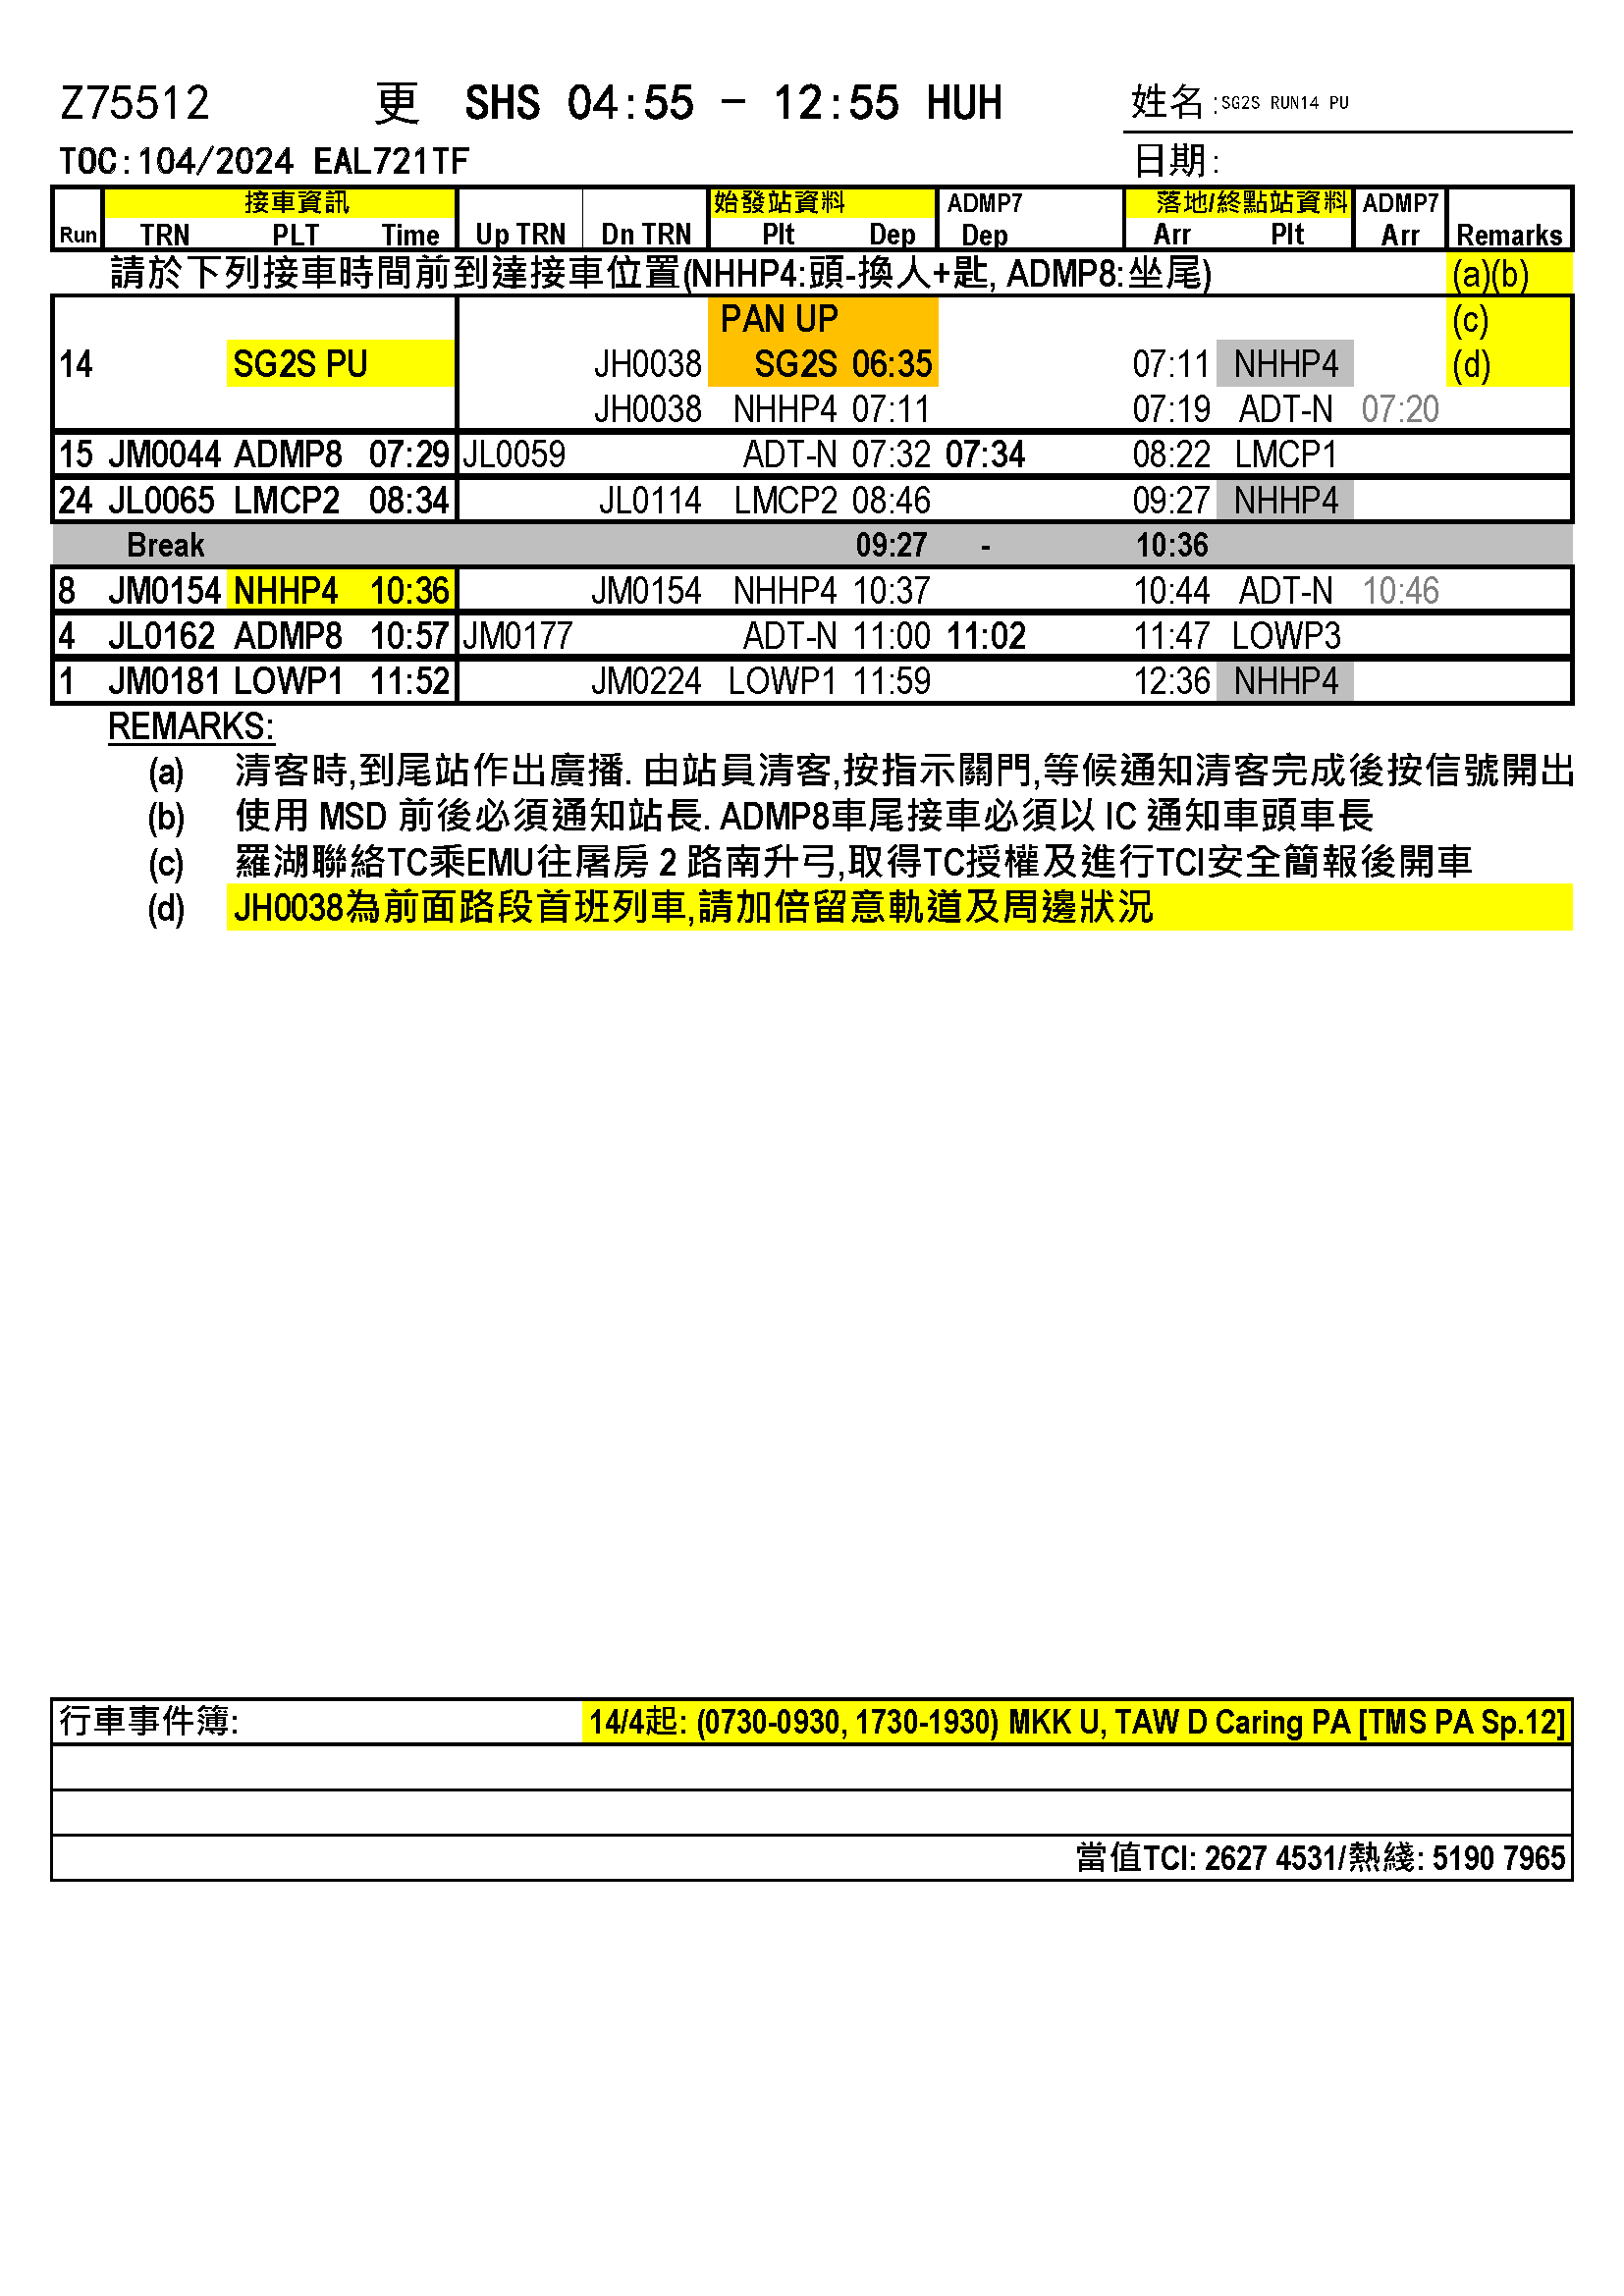 Z75512 更 SHS 04:55 - 12:55 HUH 姓名:SG2S RUN14 PU
TOC:104/2024 EAL721TF 日期:
接車資訊 始發站資料 ADMP7 落地/終點站資料 ADMP7
Run TRN PLT Time Up TRN Dn TRN Plt Dep Dep Arr Plt Arr Remarks
請於下列接車時間前到達接車位置(NHHP4:頭-換人+匙, ADMP8:坐尾) (a)(b)
PAN UP (c)
14 SG2S PU JH0038 SG2S 06:35 07:11 NHHP4 (d)
JH0038 NHHP4 07:11 07:19 ADT-N 07:20
15 JM0044 ADMP8 07:29 JL0059 ADT-N 07:32 07:34 08:22 LMCP1
24 JL0065 LMCP2 08:34 JL0114 LMCP2 08:46 09:27 NHHP4
Break 09:27 - 10:36
8 JM0154 NHHP4 10:36 JM0154 NHHP4 10:37 10:44 ADT-N 10:46
4 JL0162 ADMP8 10:57 JM0177 ADT-N 11:00 11:02 11:47 LOWP3
1 JM0181 LOWP1 11:52 JM0224 LOWP1 11:59 12:36 NHHP4
REMARKS:
(a) 清客時,到尾站作出廣播. 由站員清客,按指示關門,等候通知清客完成後按信號開出
(b) 使用 MSD 前後必須通知站長. ADMP8車尾接車必須以 IC 通知車頭車長
(c) 羅湖聯絡TC乘EMU往屠房 2 路南升弓,取得TC授權及進行TCI安全簡報後開車
(d) JH0038為前面路段首班列車,請加倍留意軌道及周邊狀況
行車事件簿: 14/4起: (0730-0930, 1730-1930) MKK U, TAW D Caring PA [TMS PA Sp.12]
當值TCI: 2627 4531/熱綫: 5190 7965